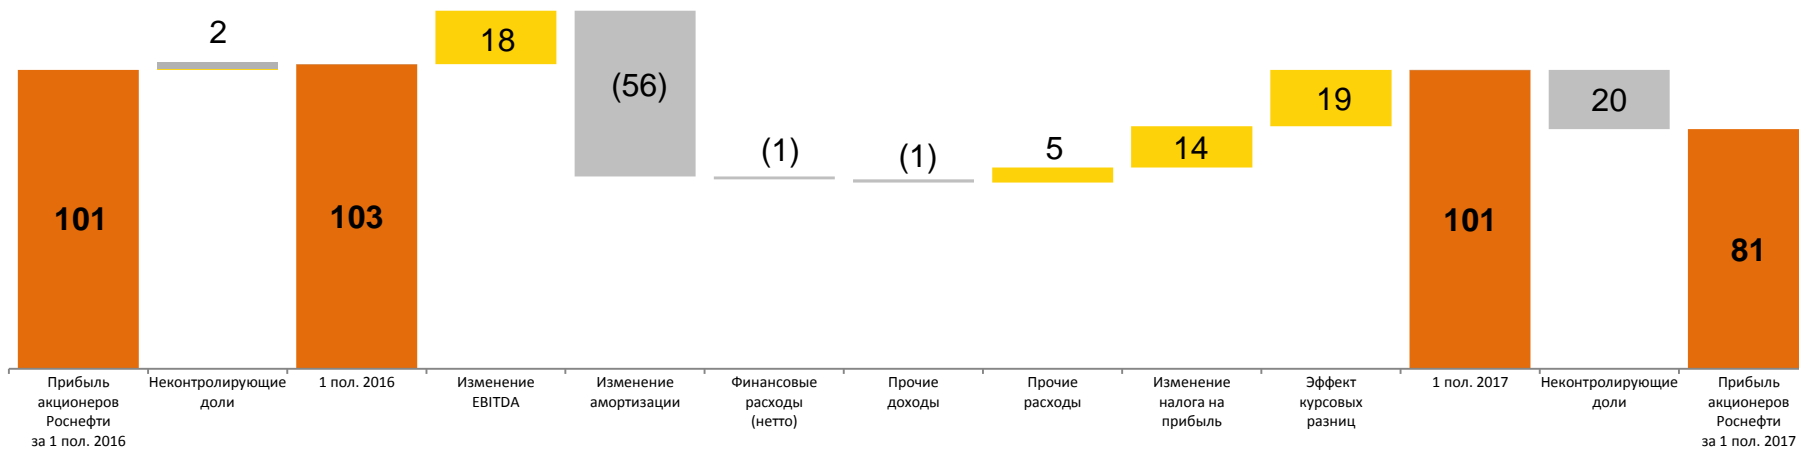 2
18
(56)
19
20
(1)
(1)
5
14
101
103
101
81
Прибыль
акционеров
Роснефти
за 1 пол. 2016
Неконтролирующие
доли
1 пол. 2016
Изменение
EBITDA
Изменение
амортизации
Финансовые
расходы
(нетто)
Прочие
доходы
Прочие
расходы
Изменение
налога на
прибыль
Эффект
курсовых
разниц
1 пол. 2017
Неконтролирующие
доли
Прибыль
акционеров
Роснефти
за 1 пол. 2017